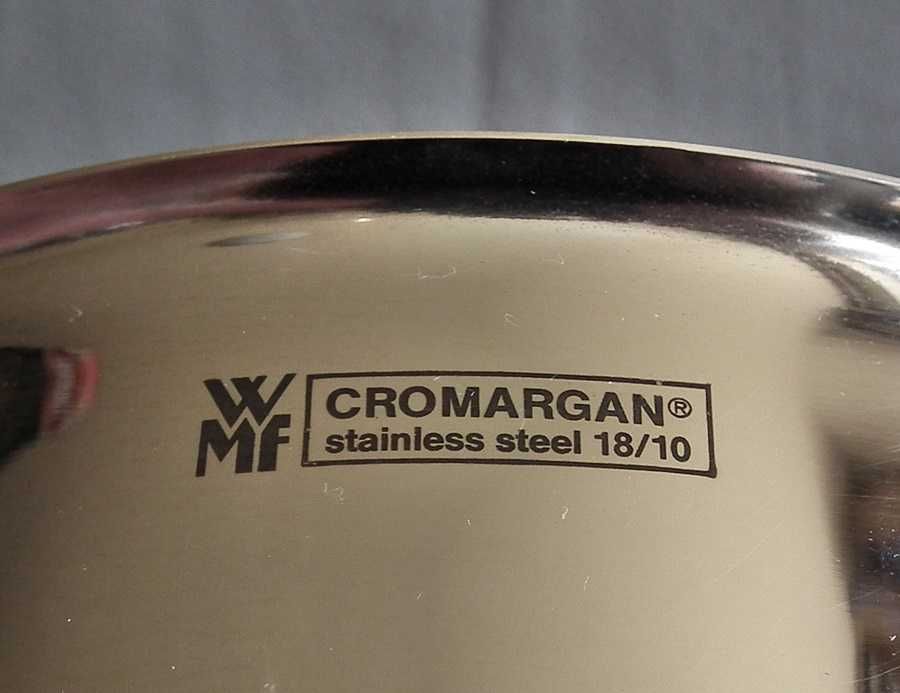 WMF
CROMARGAN®
stainless steel 18/10